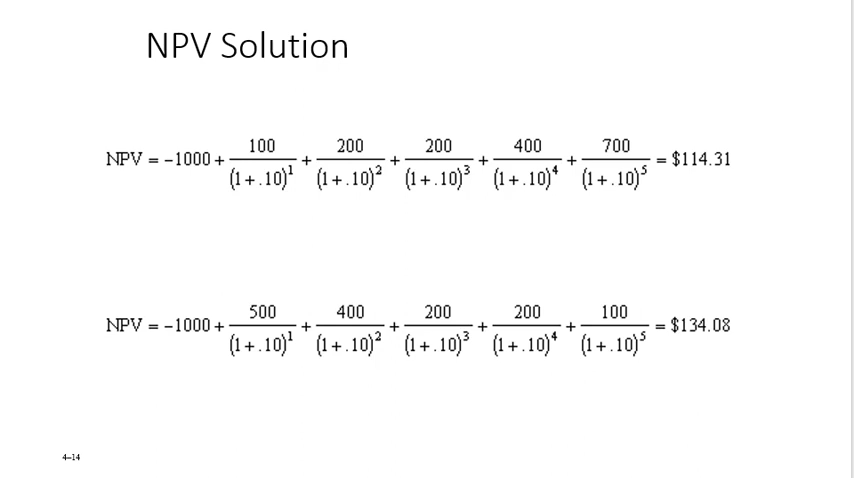 NPV Solution
NPV = −1000 + 100/(1 + .10)¹ + 200/(1 + .10)² + 200/(1 + .10)³ + 400/(1 + .10)⁴ + 700/(1 + .10)⁵ = $114.31
NPV = −1000 + 500/(1 + .10)¹ + 400/(1 + .10)² + 200/(1 + .10)³ + 200/(1 + .10)⁴ + 100/(1 + .10)⁵ = $134.08
4–14